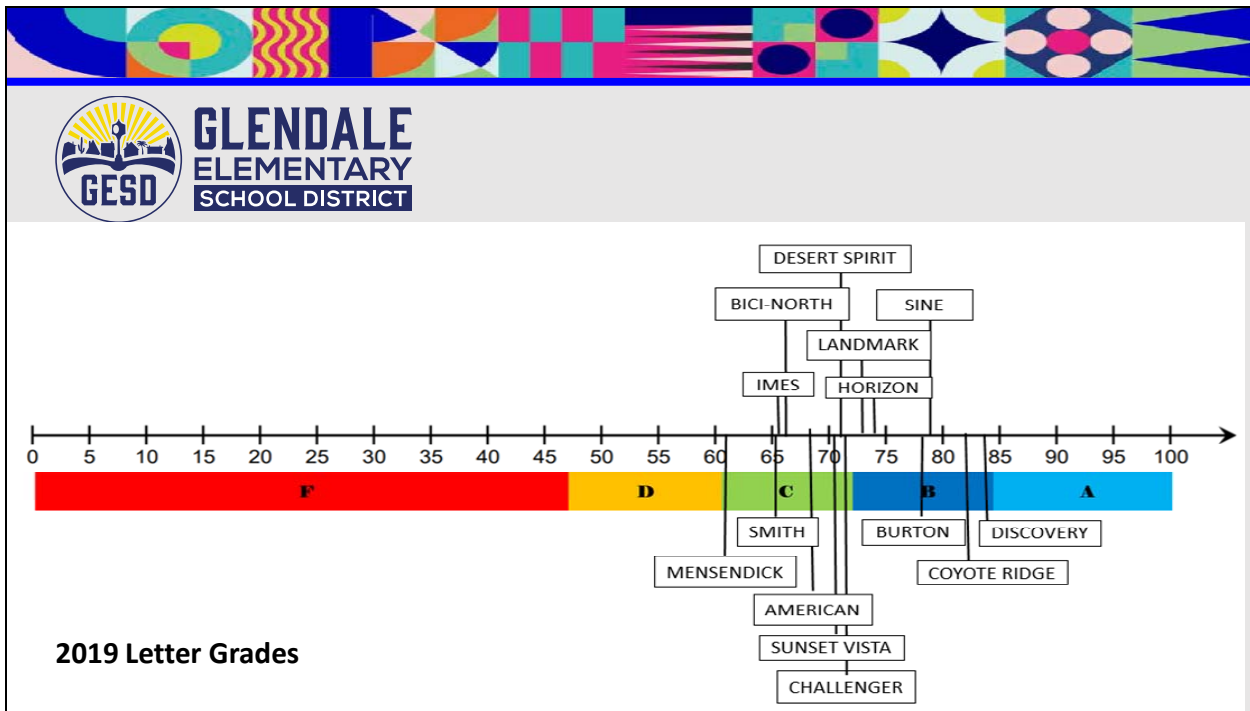 GLENDALE
ELEMENTARY
SCHOOL DISTRICT
GESD
DESERT SPIRIT
BICI-NORTH
SINE
LANDMARK
IMES
HORIZON
0 5 10 15 20 25 30 35 40 45 50 55 60 65 70 75 80 85 90 95 100
F D C B A
SMITH
BURTON
DISCOVERY
MENSENDICK
COYOTE RIDGE
AMERICAN
SUNSET VISTA
2019 Letter Grades
CHALLENGER